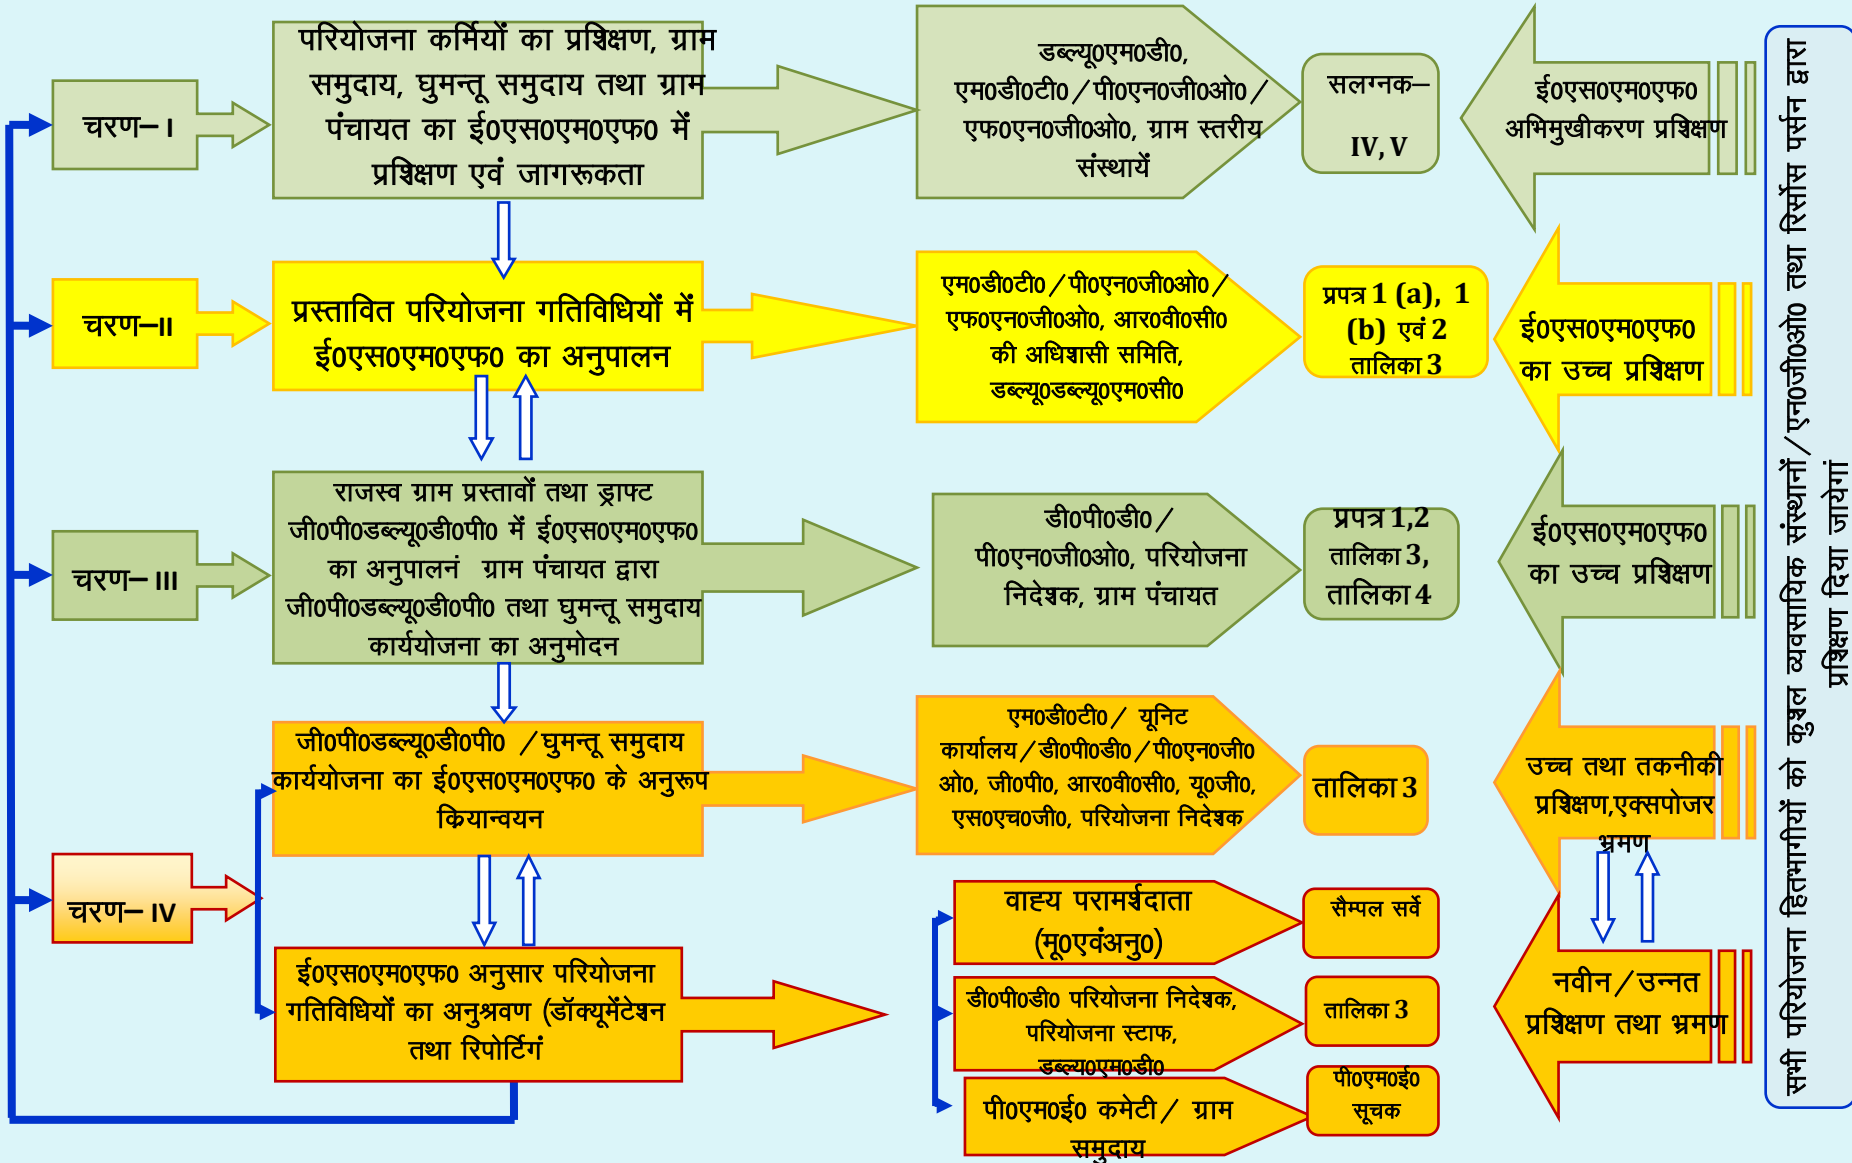 चरण– I
परियोजना कर्मियों का प्रशिक्षण, ग्राम
समुदाय, घुमन्तू समुदाय तथा ग्राम
पंचायत का ई0एस0एम0एफ0 में
प्रशिक्षण एवं जागरूकता
डब्ल्यू0एम0डी0,
एम0डी0टी0/पी0एन0जी0ओ0/
एफ0एन0जी0ओ0, ग्राम स्तरीय
संस्थायें
सलग्नक–
IV, V
ई0एस0एम0एफ0
अभिमुखीकरण प्रशिक्षण
चरण–II
प्रस्तावित परियोजना गतिविधियों में
ई0एस0एम0एफ0 का अनुपालन
एम0डी0टी0/पी0एन0जी0ओ0/
एफ0एन0जी0ओ0, आर0वी0सी0
की अधिशासी समिति,
डब्ल्यू0डब्ल्यू0एम0सी0
प्रपत्र 1 (a), 1
(b) एवं 2
तालिका 3
ई0एस0एम0एफ0
का उच्च प्रशिक्षण
चरण– III
राजस्व ग्राम प्रस्तावों तथा ड्राफ्ट
जी0पी0डब्ल्यू0डी0पी0 में ई0एस0एम0एफ0
का अनुपालनं ग्राम पंचायत द्वारा
जी0पी0डब्ल्यू0डी0पी0 तथा घुमन्तू समुदाय
कार्ययोजना का अनुमोदन
डी0पी0डी0/
पी0एन0जी0ओ0, परियोजना
निदेशक, ग्राम पंचायत
प्रपत्र 1,2
तालिका 3,
तालिका 4
ई0एस0एम0एफ0
का उच्च प्रशिक्षण
चरण– IV
जी0पी0डब्ल्यू0डी0पी0 /घुमन्तू समुदाय
कार्ययोजना का ई0एस0एम0एफ0 के अनुरूप
क्रियान्वयन
एम0डी0टी0/ यूनिट
कार्यालय/डी0पी0डी0/पी0एन0जी0
ओ0, जी0पी0, आर0वी0सी0, यू0जी0,
एस0एच0जी0, परियोजना निदेशक
तालिका 3
उच्च तथा तकनीकी
प्रशिक्षण,एक्सपोजर
भ्रमण
ई0एस0एम0एफ0 अनुसार परियोजना
गतिविधियों का अनुश्रवण (डॉक्यूमेंटेशन
तथा रिपोर्टिगं
वाह्य परामर्शदाता
(मू0एवंअनु0)
सैम्पल सर्वे
डी0पी0डी0 परियोजना निदेशक,
परियोजना स्टाफ,
डब्ल्य0एम0डी0
तालिका 3
पी0एम0ई0 कमेटी/ ग्राम
समुदाय
पी0एम0ई0
सूचक
नवीन/उन्नत
प्रशिक्षण तथा भ्रमण
सभी परियोजना हितभागीयों को कुशल व्यवसायिक संस्थानों/एन0जी0ओ0 तथा रिर्सोस पर्सन द्वारा
प्रशिक्षण दिया जायेगां